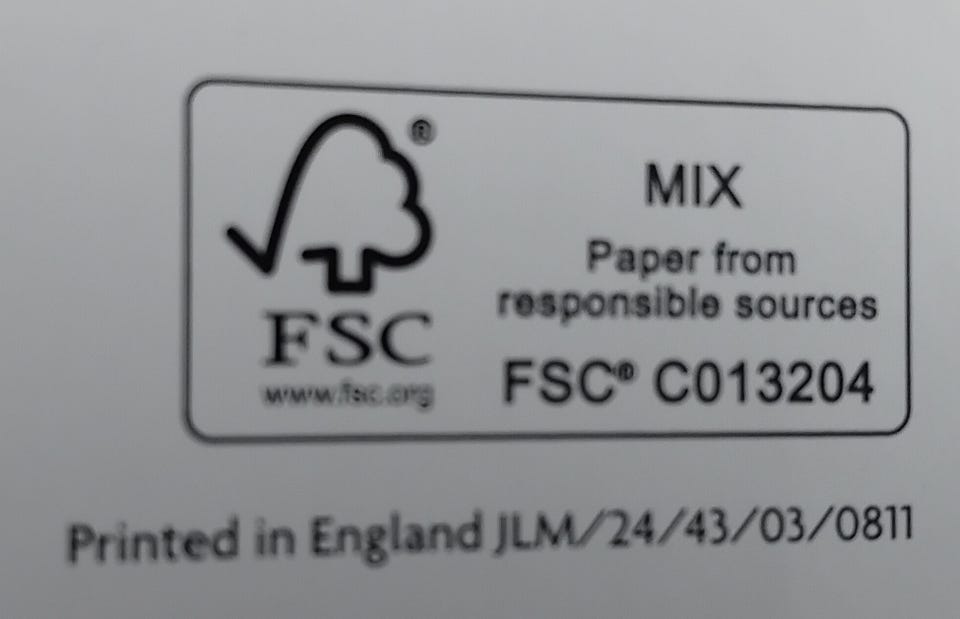 ®
MIX
Paper from
responsible sources
FSC
www.fsc.org
FSC® C013204
Printed in England JLM/24/43/03/0811